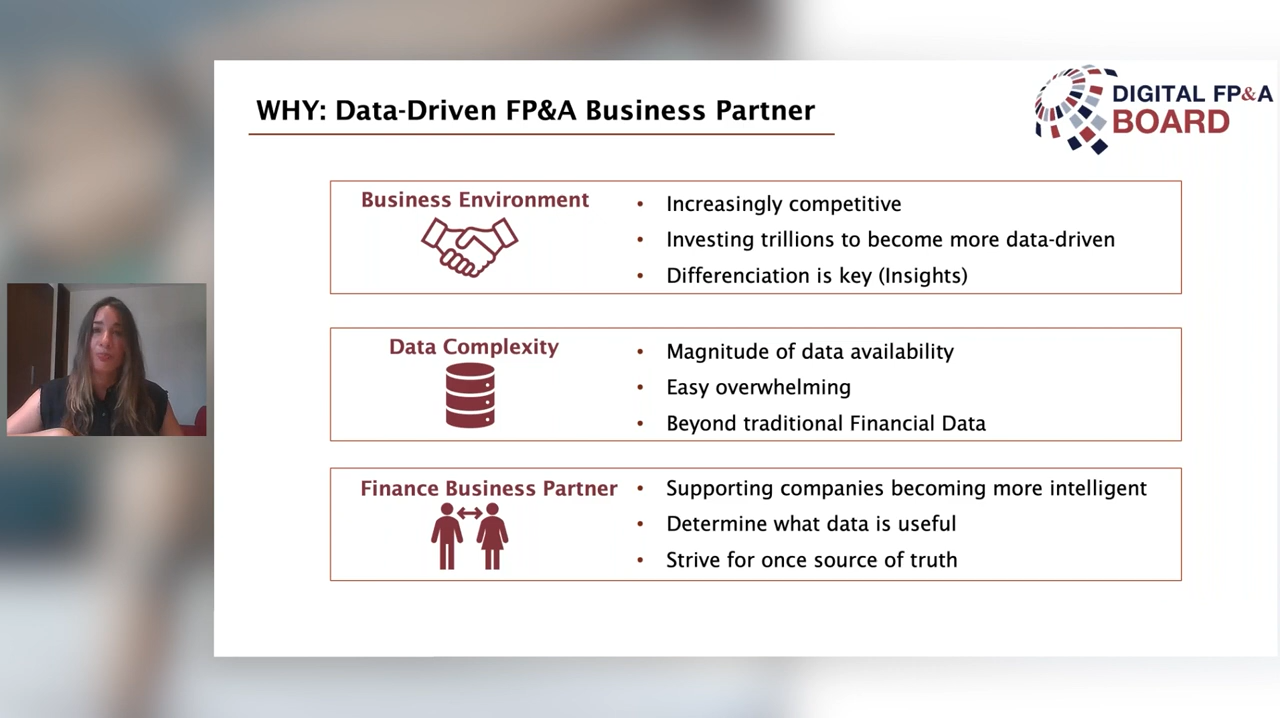 WHY: Data-Driven FP&A Business Partner
DIGITAL FP&A
BOARD
Business Environment
• Increasingly competitive
• Investing trillions to become more data-driven
• Differenciation is key (Insights)
Data Complexity
• Magnitude of data availability
• Easy overwhelming
• Beyond traditional Financial Data
Finance Business Partner
• Supporting companies becoming more intelligent
• Determine what data is useful
• Strive for once source of truth